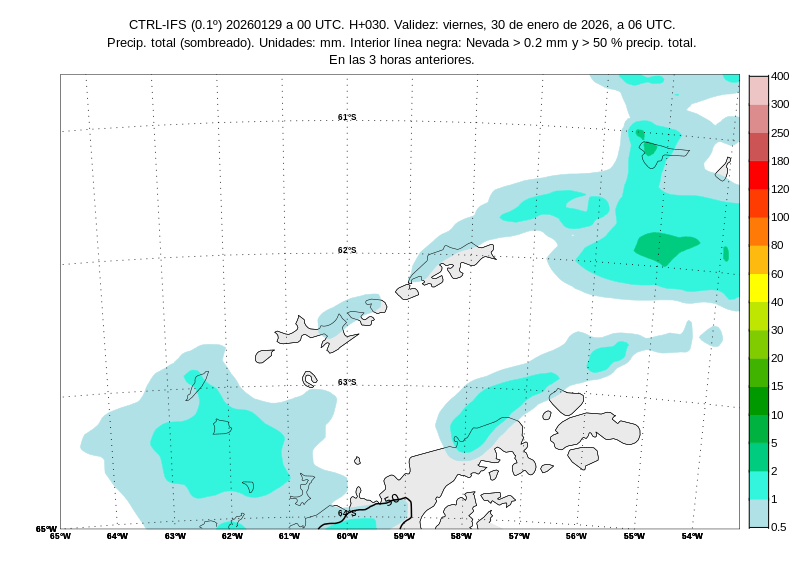 CTRL-IFS (0.1º) 20260129 a 00 UTC. H+030. Validez: viernes, 30 de enero de 2026, a 06 UTC.
Precip. total (sombreado). Unidades: mm. Interior línea negra: Nevada > 0.2 mm y > 50 % precip. total.
En las 3 horas anteriores.
61°S
62°S
63°S
64°S
50
65°W
65°W 64°W 63°W 62°W 61°W 60°W 59°W 58°W 57°W 56°W 55°W 54°W
400
300
250
180
120
100
80
60
40
30
20
15
10
5
2
1
0.5